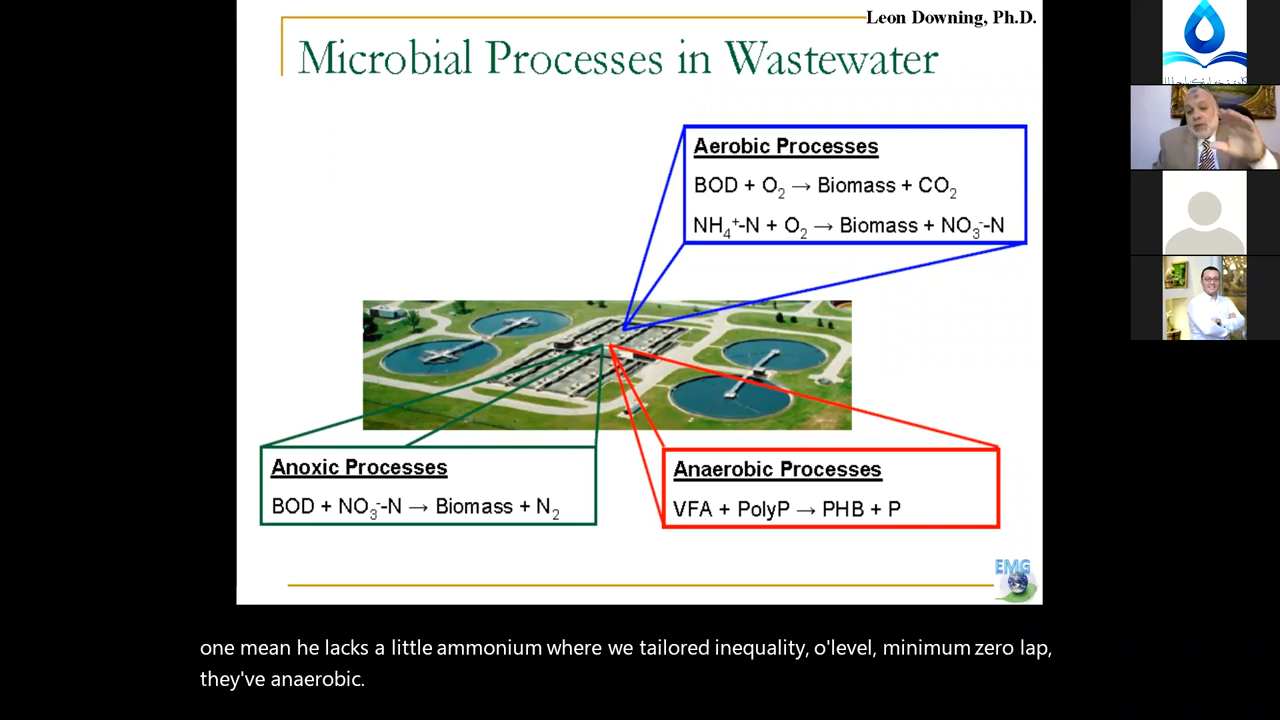 Leon Downing, Ph.D.
Microbial Processes in Wastewater
Aerobic Processes
BOD + O₂ → Biomass + CO₂
NH₄⁺-N + O₂ → Biomass + NO₃⁻-N
Anoxic Processes
BOD + NO₃⁻-N → Biomass + N₂
Anaerobic Processes
VFA + PolyP → PHB + P
EMG
one mean he lacks a little ammonium where we tailored inequality, o'level, minimum zero lap,
they've anaerobic.